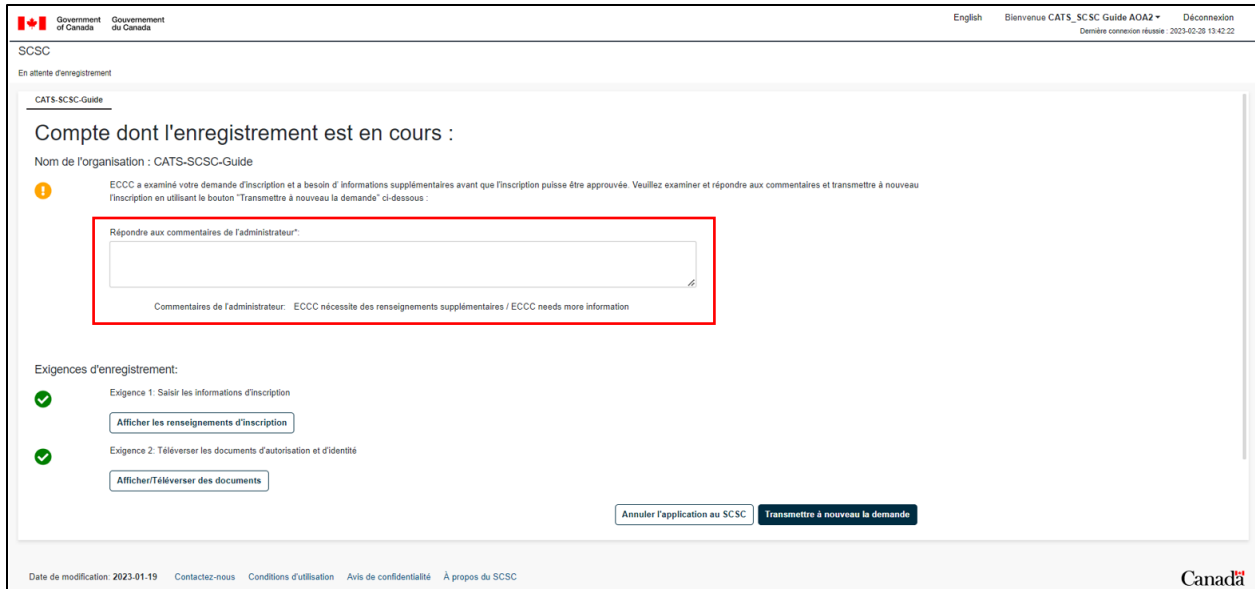 Government of Canada Gouvernement du Canada
English Bienvenue CATS_SCSC Guide AOA2 Déconnexion
Dernière connexion réussie : 2023-02-28 13:42:22
SCSC
En attente d'enregistrement
CATS-SCSC-Guide
Compte dont l'enregistrement est en cours :
Nom de l'organisation : CATS-SCSC-Guide
ECCC a examiné votre demande d'inscription et a besoin d' informations supplémentaires avant que l'inscription puisse être approuvée. Veuillez examiner et répondre aux commentaires et transmettre à nouveau
l'inscription en utilisant le bouton "Transmettre à nouveau la demande" ci-dessous :
Répondre aux commentaires de l'administrateur*:
Commentaires de l'administrateur: ECCC nécessite des renseignements supplémentaires / ECCC needs more information
Exigences d'enregistrement:
Exigence 1: Saisir les informations d'inscription
Afficher les renseignements d'inscription
Exigence 2: Téléverser les documents d'autorisation et d'identité
Afficher/Téléverser des documents
Annuler l'application au SCSC Transmettre à nouveau la demande
Date de modification: 2023-01-19 Contactez-nous Conditions d'utilisation Avis de confidentialité À propos du SCSC
Canada